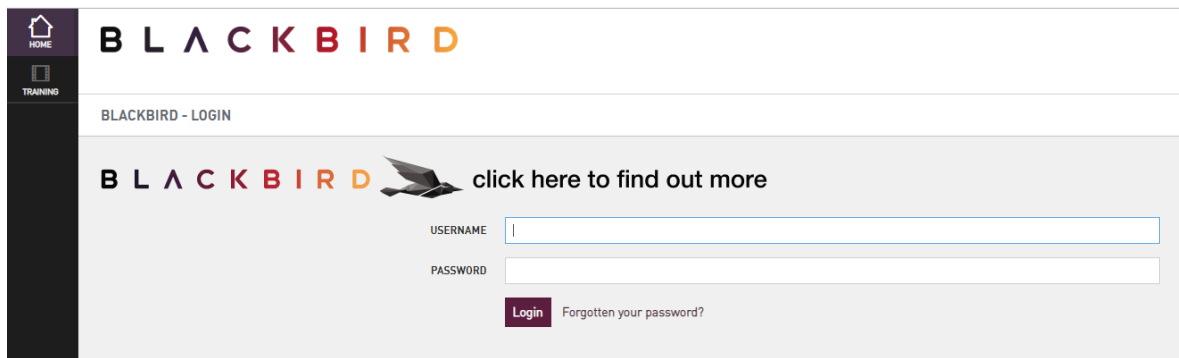 HOME
TRAINING
BLACKBIRD
BLACKBIRD - LOGIN
BLACKBIRD click here to find out more
USERNAME
PASSWORD
Login Forgotten your password?